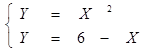 Y = X 2
Y = 6 - X